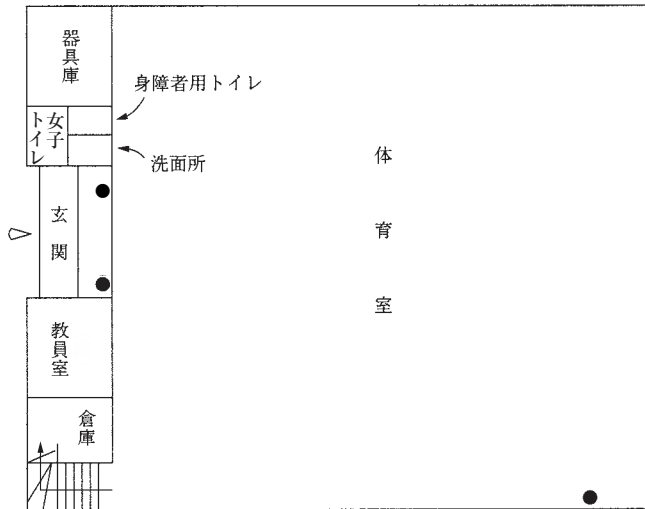 器具庫
身障者用トイレ
女子トイレ
洗面所
体育室
玄関
教員室
倉庫